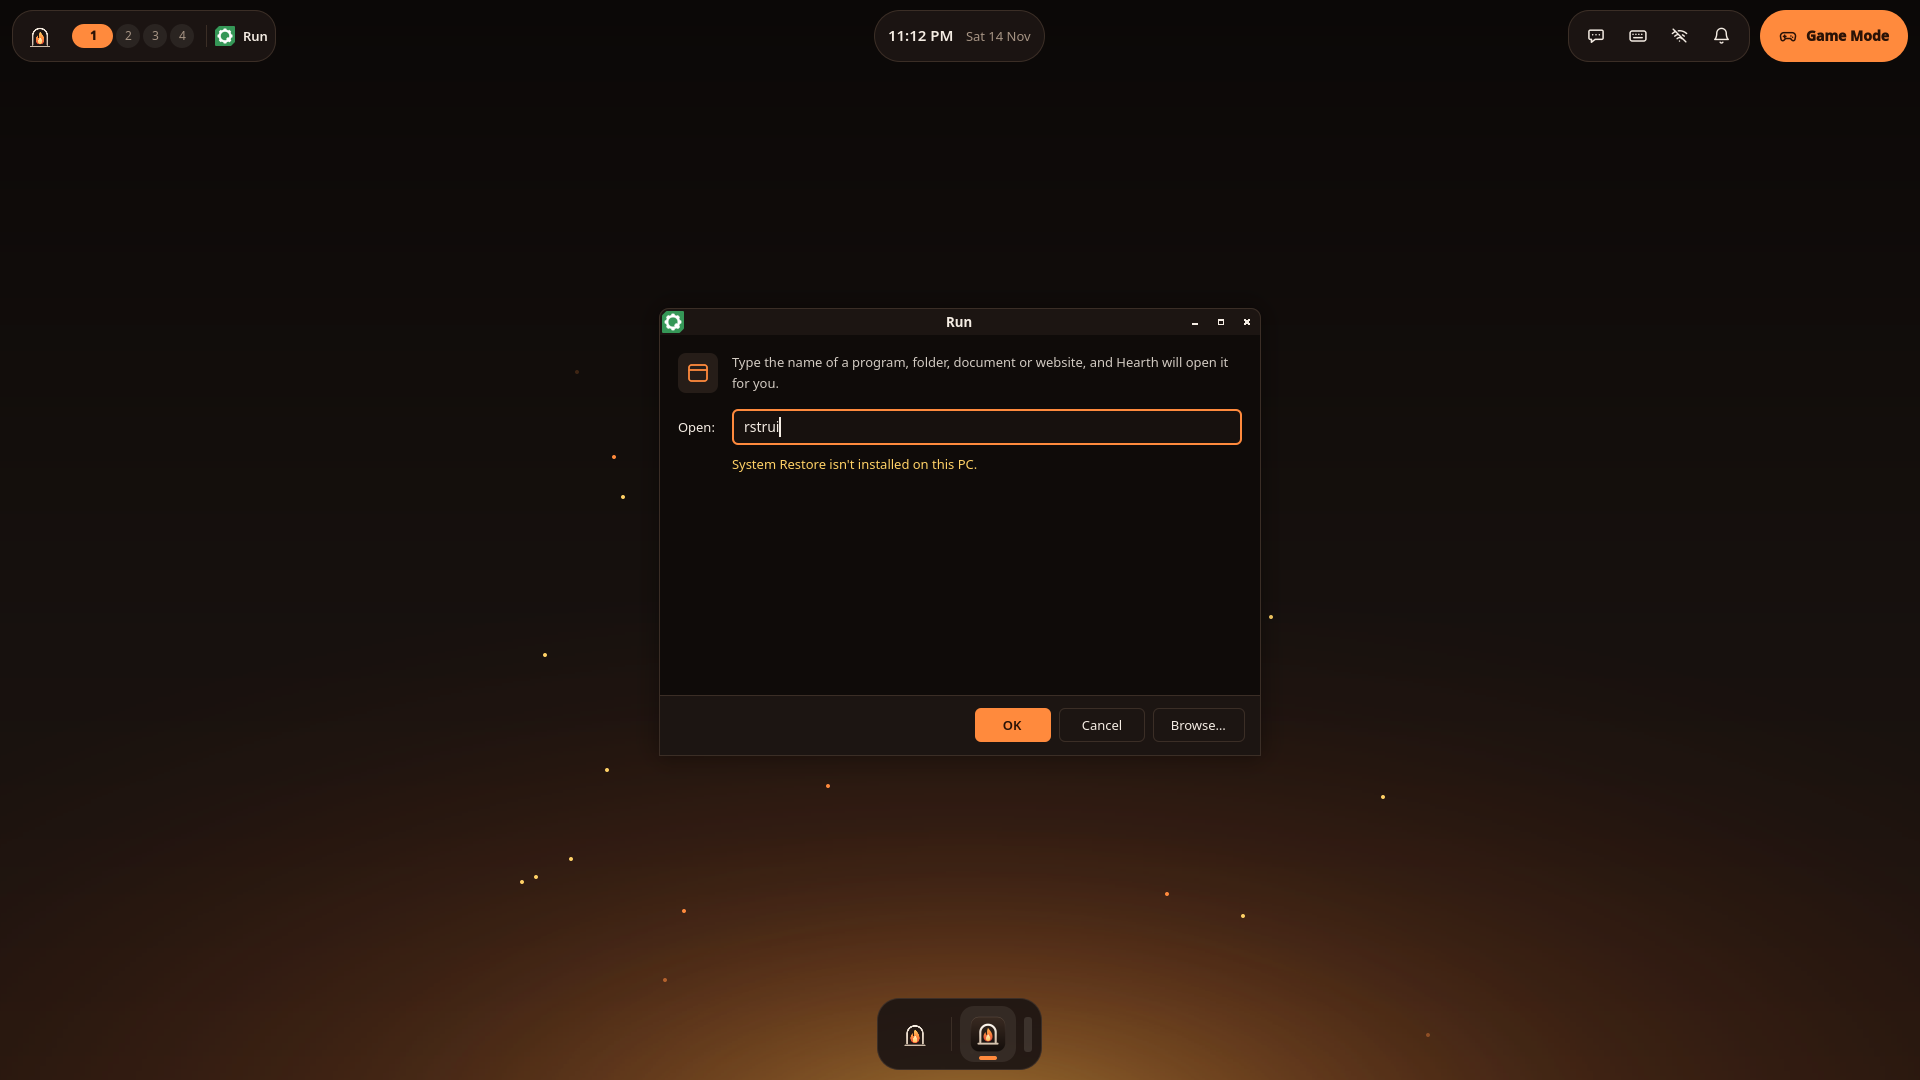 1 2 3 4 Run
11:12 PM Sat 14 Nov
Game Mode
Run
Type the name of a program, folder, document or website, and Hearth will open it
for you.
Open: rstrui
System Restore isn't installed on this PC.
OK Cancel Browse...